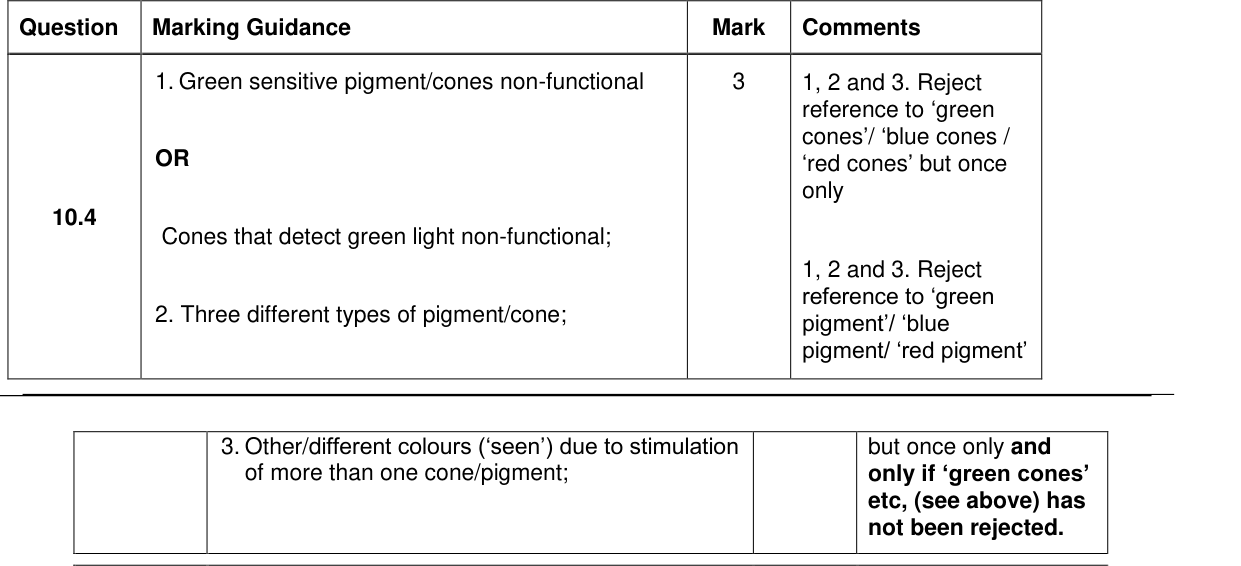 Question Marking Guidance Mark Comments
10.4
1. Green sensitive pigment/cones non-functional
OR
Cones that detect green light non-functional;
2. Three different types of pigment/cone;
3
1, 2 and 3. Reject
reference to ‘green
cones’/ ‘blue cones /
‘red cones’ but once
only
1, 2 and 3. Reject
reference to ‘green
pigment’/ ‘blue
pigment/ ‘red pigment’
3. Other/different colours (‘seen’) due to stimulation
of more than one cone/pigment;
but once only and
only if ‘green cones’
etc, (see above) has
not been rejected.